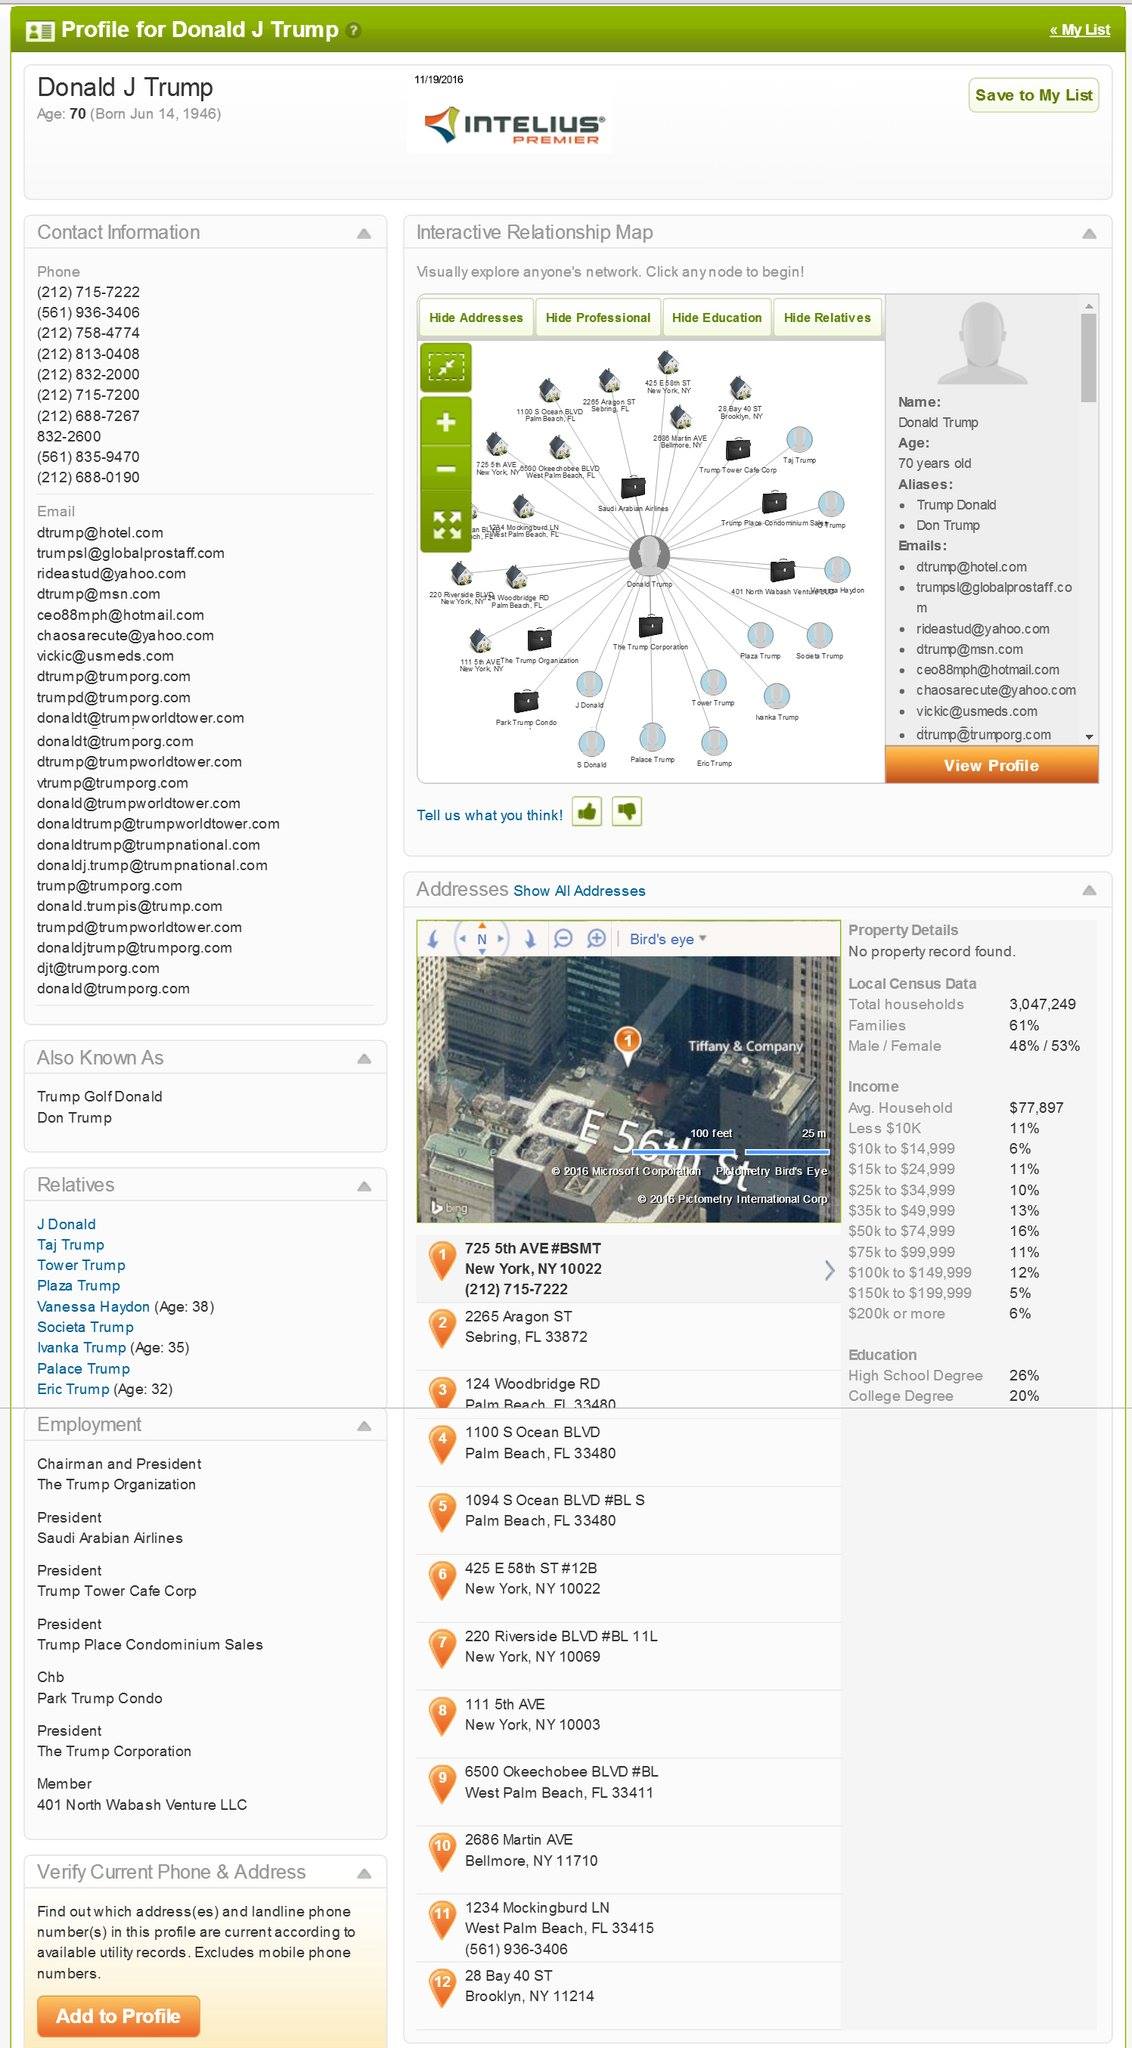 Profile for Donald J Trump ?
« My List
Donald J Trump
Age: 70 (Born Jun 14, 1946)
11/19/2016
INTELIUS®
PREMIER
Save to My List
Contact Information
Phone
(212) 715-7222
(561) 936-3406
(212) 758-4774
(212) 813-0408
(212) 832-2000
(212) 715-7200
(212) 688-7267
832-2600
(561) 835-9470
(212) 688-0190
Email
dtrump@hotel.com
trumpsl@globalprostaff.com
rideastud@yahoo.com
dtrump@msn.com
ceo88mph@hotmail.com
chaosarecute@yahoo.com
vickic@usmeds.com
dtrump@trumporg.com
trumpd@trumporg.com
donaldt@trumpworldtower.com
donaldt@trumporg.com
dtrump@trumpworldtower.com
vtrump@trumporg.com
donald@trumpworldtower.com
donaldtrump@trumpworldtower.com
donaldtrump@trumpnational.com
donaldj.trump@trumpnational.com
trump@trumporg.com
donald.trumpis@trump.com
trumpd@trumpworldtower.com
donaldjtrump@trumporg.com
djt@trumporg.com
donald@trumporg.com
Also Known As
Trump Golf Donald
Don Trump
Relatives
J Donald
Taj Trump
Tower Trump
Plaza Trump
Vanessa Haydon (Age: 38)
Societa Trump
Ivanka Trump (Age: 35)
Palace Trump
Eric Trump (Age: 32)
Employment
Chairman and President
The Trump Organization
President
Saudi Arabian Airlines
President
Trump Tower Cafe Corp
President
Trump Place Condominium Sales
Chb
Park Trump Condo
President
The Trump Corporation
Member
401 North Wabash Venture LLC
Verify Current Phone & Address
Find out which address(es) and landline phone
number(s) in this profile are current according to
available utility records. Excludes mobile phone
numbers.
Add to Profile
Interactive Relationship Map
Visually explore anyone's network. Click any node to begin!
Hide Addresses
Hide Professional
Hide Education
Hide Relatives
425 E 58th ST
New York, NY
2265 Aragon ST
Sebring, FL
1100 S Ocean BLVD
Palm Beach, FL
28 Bay 40 ST
Brooklyn, NY
2686 Martin AVE
Bellmore, NY
725 5th AVE
New York, NY
6500 Okeechobee BLVD
West Palm Beach, FL
Trump Tower Cafe Corp
Taj Trump
Saudi Arabian Airlines
1234 Mockingburd LN
West Palm Beach, FL
Trump Place Condominium Sales
Trump
Donald Trump
220 Riverside BLVD
New York, NY
124 Woodbridge RD
Palm Beach, FL
401 North Wabash Venture
Vanessa Haydon
111 5th AVE
New York, NY
The Trump Organization
The Trump Corporation
Plaza Trump
Societa Trump
J Donald
Tower Trump
Ivanka Trump
Park Trump Condo
S Donald
Palace Trump
Eric Trump
Name:
Donald Trump
Age:
70 years old
Aliases:
Trump Donald
Don Trump
Emails:
dtrump@hotel.com
trumpsl@globalprostaff.co
m
rideastud@yahoo.com
dtrump@msn.com
ceo88mph@hotmail.com
chaosarecute@yahoo.com
vickic@usmeds.com
dtrump@trumporg.com
View Profile
Tell us what you think!
Addresses Show All Addresses
N
Bird's eye
1
Tiffany & Company
E 56th St
100 feet
25 m
© 2016 Microsoft Corporation
Pictometry Bird's Eye
© 2016 Pictometry International Corp
bing
1
725 5th AVE #BSMT
New York, NY 10022
(212) 715-7222
2
2265 Aragon ST
Sebring, FL 33872
3
124 Woodbridge RD
Palm Beach, FL 33480
4
1100 S Ocean BLVD
Palm Beach, FL 33480
5
1094 S Ocean BLVD #BL S
Palm Beach, FL 33480
6
425 E 58th ST #12B
New York, NY 10022
7
220 Riverside BLVD #BL 11L
New York, NY 10069
8
111 5th AVE
New York, NY 10003
9
6500 Okeechobee BLVD #BL
West Palm Beach, FL 33411
10
2686 Martin AVE
Bellmore, NY 11710
11
1234 Mockingburd LN
West Palm Beach, FL 33415
(561) 936-3406
12
28 Bay 40 ST
Brooklyn, NY 11214
Property Details
No property record found.
Local Census Data
Total households 3,047,249
Families 61%
Male / Female 48% / 53%
Income
Avg. Household $77,897
Less $10K 11%
$10k to $14,999 6%
$15k to $24,999 11%
$25k to $34,999 10%
$35k to $49,999 13%
$50k to $74,999 16%
$75k to $99,999 11%
$100k to $149,999 12%
$150k to $199,999 5%
$200k or more 6%
Education
High School Degree 26%
College Degree 20%